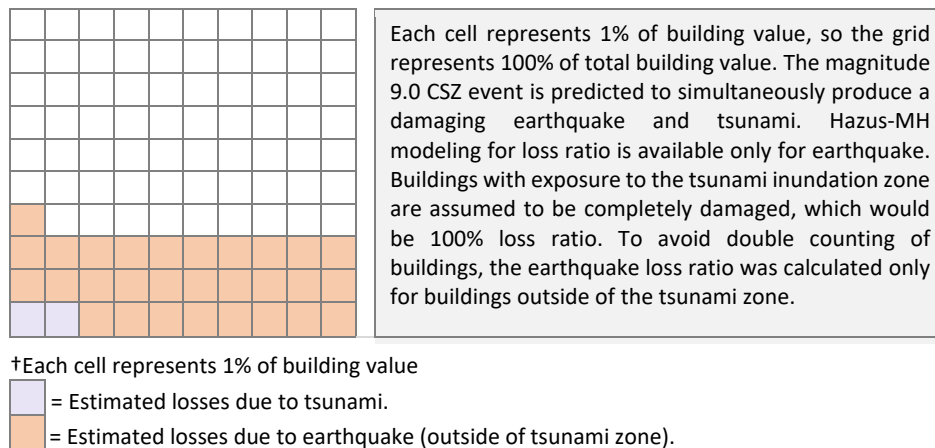 Each cell represents 1% of building value, so the grid
represents 100% of total building value. The magnitude
9.0 CSZ event is predicted to simultaneously produce a
damaging earthquake and tsunami. Hazus-MH
modeling for loss ratio is available only for earthquake.
Buildings with exposure to the tsunami inundation zone
are assumed to be completely damaged, which would
be 100% loss ratio. To avoid double counting of
buildings, the earthquake loss ratio was calculated only
for buildings outside of the tsunami zone.
†Each cell represents 1% of building value
= Estimated losses due to tsunami.
= Estimated losses due to earthquake (outside of tsunami zone).